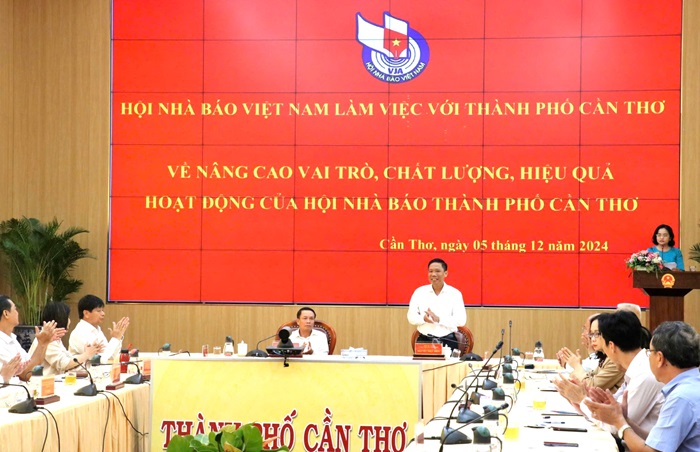 VJA
HỘI NHÀ BÁO VIỆT NAM
HỘI NHÀ BÁO VIỆT NAM LÀM VIỆC VỚI THÀNH PHỐ CẦN THƠ
VỀ NÂNG CAO VAI TRÒ, CHẤT LƯỢNG, HIỆU QUẢ
HOẠT ĐỘNG CỦA HỘI NHÀ BÁO THÀNH PHỐ CẦN THƠ
Cần Thơ, ngày 05 tháng 12 năm 2024
THÀNH PHỐ CẦN THƠ